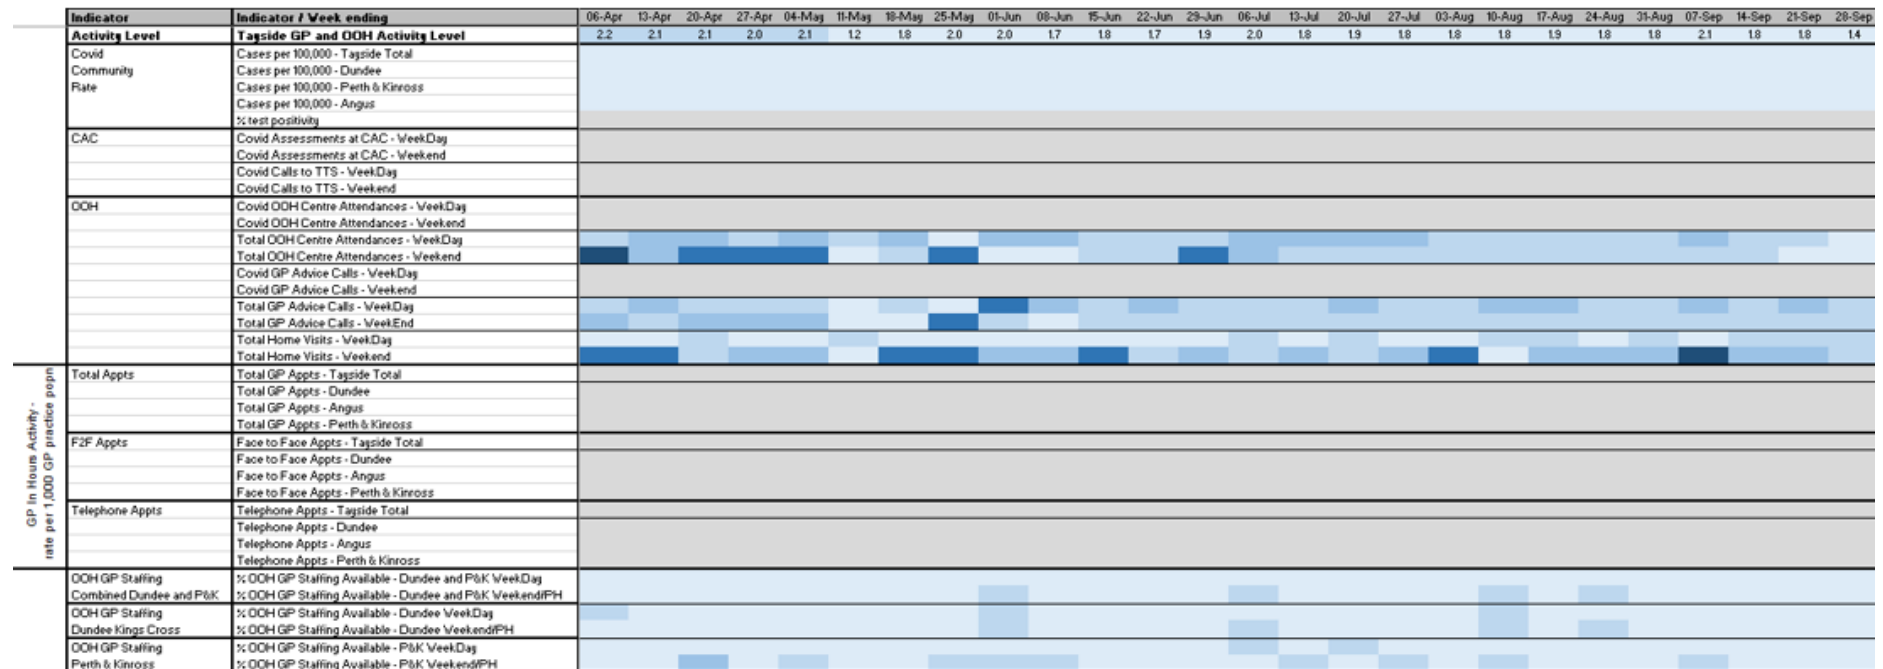 Indicator Indicator / Week ending 06-Apr 13-Apr 20-Apr 27-Apr 04-May 11-May 18-May 25-May 01-Jun 08-Jun 15-Jun 22-Jun 29-Jun 06-Jul 13-Jul 20-Jul 27-Jul 03-Aug 10-Aug 17-Aug 24-Aug 31-Aug 07-Sep 14-Sep 21-Sep 28-Sep
Activity Level Tayside GP and OOH Activity Level 2.2 2.1 2.1 2.0 2.1 1.2 1.8 2.0 2.0 1.7 1.8 1.7 1.9 2.0 1.8 1.9 1.8 1.8 1.8 1.9 1.8 1.8 2.1 1.8 1.8 1.4
Covid Cases per 100,000 - Tayside Total
Community Cases per 100,000 - Dundee
Rate Cases per 100,000 - Perth & Kinross
Cases per 100,000 - Angus
% test positivity
CAC Covid Assessments at CAC - WeekDay
Covid Assessments at CAC - Weekend
Covid Calls to TTS - WeekDay
Covid Calls to TTS - Weekend
OOH Covid OOH Centre Attendances - WeekDay
Covid OOH Centre Attendances - Weekend
Total OOH Centre Attendances - WeekDay
Total OOH Centre Attendances - Weekend
Covid GP Advice Calls - WeekDay
Covid GP Advice Calls - Weekend
Total GP Advice Calls - WeekDay
Total GP Advice Calls - WeekEnd
Total Home Visits - WeekDay
Total Home Visits - Weekend
GP In Hours Activity -
rate per 1,000 GP practice popn
Total Appts Total GP Appts - Tayside Total
Total GP Appts - Dundee
Total GP Appts - Angus
Total GP Appts - Perth & Kinross
F2F Appts Face to Face Appts - Tayside Total
Face to Face Appts - Dundee
Face to Face Appts - Angus
Face to Face Appts - Perth & Kinross
Telephone Appts Telephone Appts - Tayside Total
Telephone Appts - Dundee
Telephone Appts - Angus
Telephone Appts - Perth & Kinross
OOH GP Staffing % OOH GP Staffing Available - Dundee and P&K WeekDay
Combined Dundee and P&K % OOH GP Staffing Available - Dundee and P&K Weekend/PH
OOH GP Staffing % OOH GP Staffing Available - Dundee WeekDay
Dundee Kings Cross % OOH GP Staffing Available - Dundee Weekend/PH
OOH GP Staffing % OOH GP Staffing Available - P&K WeekDay
Perth & Kinross % OOH GP Staffing Available - P&K Weekend/PH